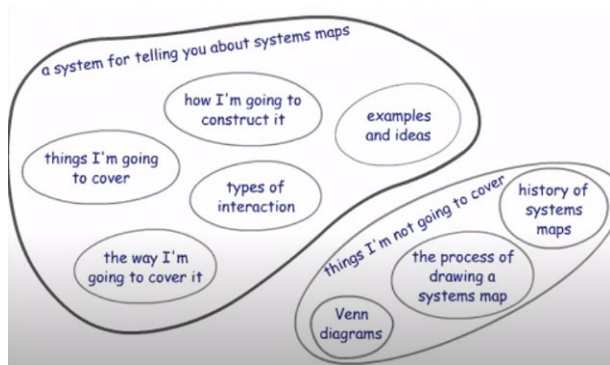 a system for telling you about systems maps
how I'm going to
construct it
examples
and ideas
things I'm going
to cover
types of
interaction
the way I'm
going to cover it
things I'm not going to cover
history of
systems
maps
the process of
drawing a
systems map
Venn
diagrams